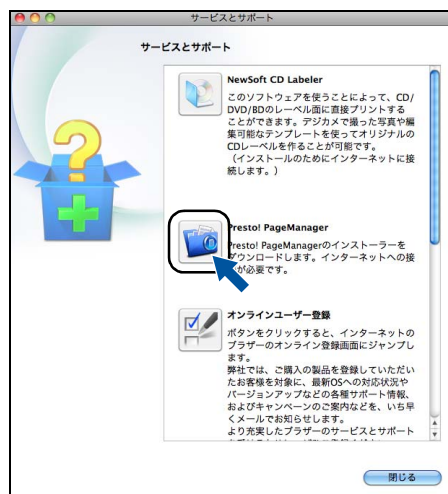 サービスとサポート
サービスとサポート
NewSoft CD Labeler
このソフトウェアを使うことによって、CD/
DVD/BDのレーベル面に直接プリントする
ことができます。デジカメで撮った写真や編
集可能なテンプレートを使ってオリジナルの
CDレーベルを作ることが可能です。
(インストールのためにインターネットに接
続します。)
Presto! PageManager
Presto! PageManagerのインストーラーを
ダウンロードします。インターネットへの接
が必要です。
オンラインユーザー登録
ボタンをクリックすると、インターネットの
ブラザーのオンライン登録画面にジャンプし
ます。
弊社では、ご購入の製品を登録していただい
たお客様を対象に、最新OSへの対応状況や
バージョンアップなどの各種サポート情報、
およびキャンペーンのご案内などを、いち早
くメールでお知らせします。
より充実したブラザーのサービスとサポート
閉じる